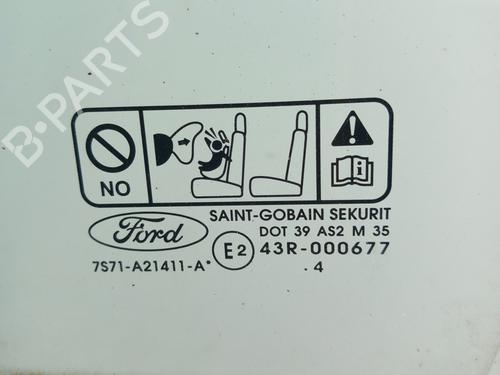 B-PARTS
NO
i
Ford
SAINT-GOBAIN SEKURIT
DOT 39 AS2 M 35
7S71-A21411-A*
E2
43R-000677
.4